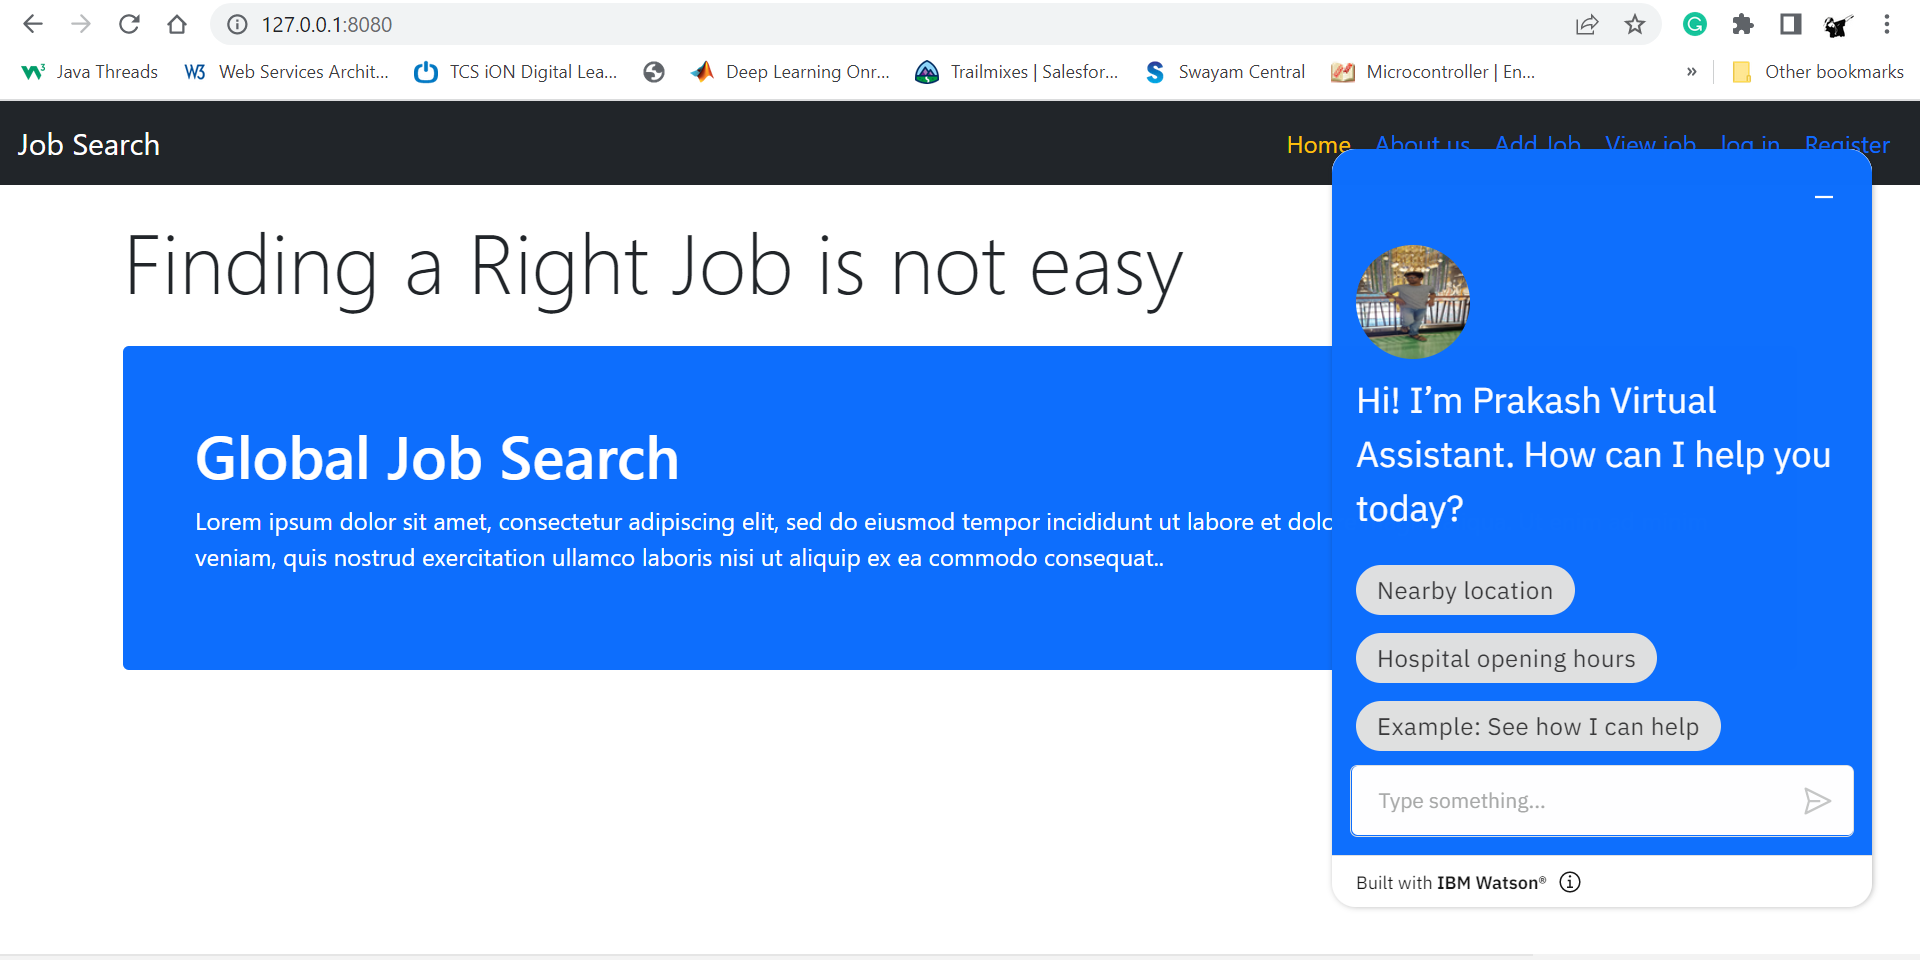 127.0.0.1:8080
Java Threads Web Services Archit... TCS iON Digital Lea... Deep Learning Onr... Trailmixes | Salesfor... Swayam Central Microcontroller | En... » Other bookmarks
Job Search Home About us Add Job View job log in Register
Finding a Right Job is not easy
Global Job Search
Lorem ipsum dolor sit amet, consectetur adipiscing elit, sed do eiusmod tempor incididunt ut labore et dolo
veniam, quis nostrud exercitation ullamco laboris nisi ut aliquip ex ea commodo consequat..
Hi! I’m Prakash Virtual
Assistant. How can I help you
today?
Nearby location
Hospital opening hours
Example: See how I can help
Type something...
Built with IBM Watson®